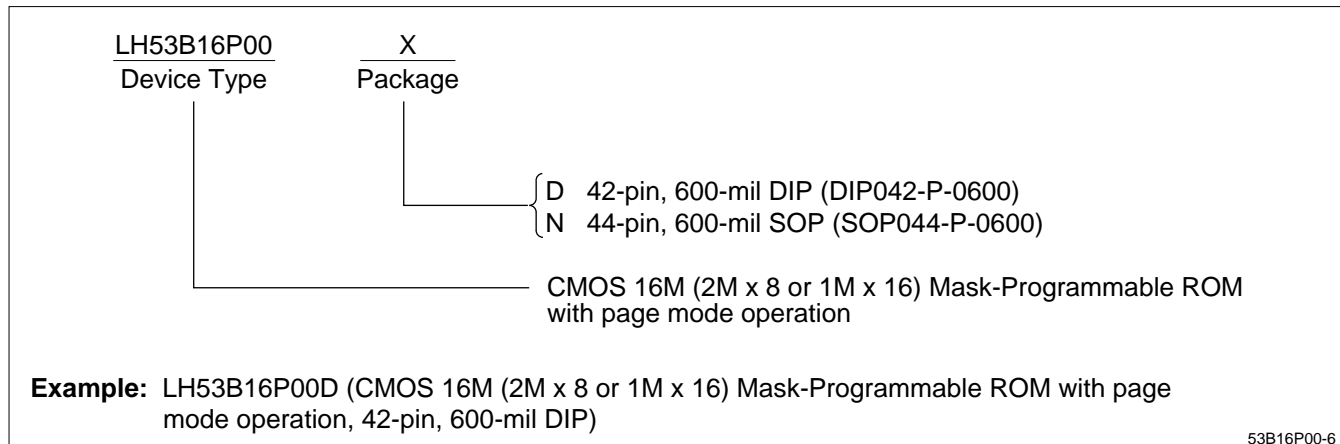 LH53B16P00 X
Device Type Package
D 42-pin, 600-mil DIP (DIP042-P-0600)
N 44-pin, 600-mil SOP (SOP044-P-0600)
CMOS 16M (2M x 8 or 1M x 16) Mask-Programmable ROM
with page mode operation
Example: LH53B16P00D (CMOS 16M (2M x 8 or 1M x 16) Mask-Programmable ROM with page
mode operation, 42-pin, 600-mil DIP)
53B16P00-6